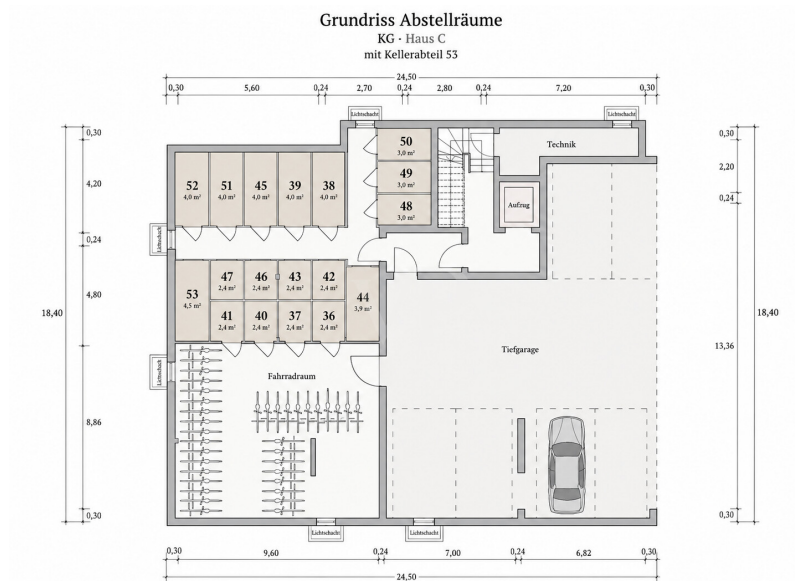 Grundriss Abstellräume
KG · Haus C
mit Kellerabteil 53
24,50
0,30 5,60 0,24 2,70 0,24 2,80 0,24 7,20 0,30
Lichtschacht
Lichtschacht
0,30
4,20
0,24
4,80
18,40
8,86
0,30
50
3,0 m²
49
3,0 m²
48
3,0 m²
Technik
Aufzug
52
4,0 m²
51
4,0 m²
45
4,0 m²
39
4,0 m²
38
4,0 m²
Lichtschacht
53
4,5 m²
47
2,4 m²
46
2,4 m²
43
2,4 m²
42
2,4 m²
44
3,9 m²
41
2,4 m²
40
2,4 m²
37
2,4 m²
36
2,4 m²
Tiefgarage
Fahrradraum
0,30
2,20
0,24
18,40
13,36
0,30
Lichtschacht
Lichtschacht
0,30 9,60 0,24 7,00 0,24 6,82 0,30
24,50